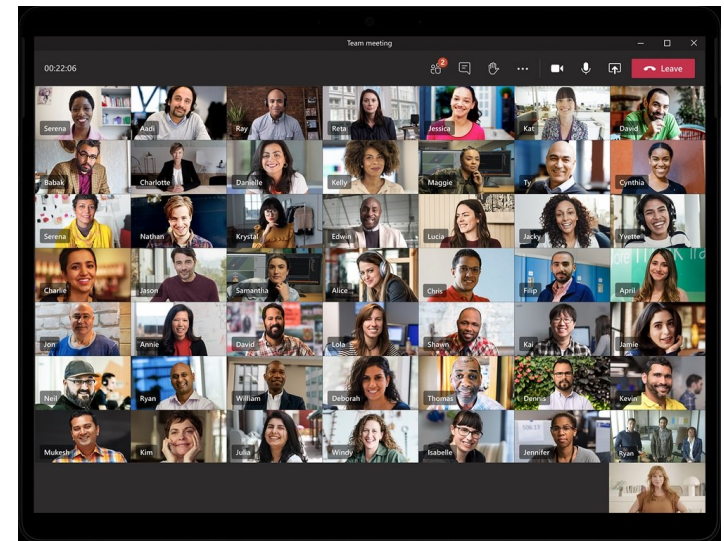 Team meeting
00:22:06
2
Leave
Serena
Aadi
Ray
Reta
Jessica
Kat
David
Babak
Charlotte
Danielle
Kelly
Maggie
Ty
Cynthia
Serena
Nathan
Krystal
Edwin
Lucia
Jacky
Yvette
Charlie
Jason
Samantha
Alice
Chris
Filip
April
Jon
Annie
David
Lola
Shawn
Kai
Jamie
Neil
Ryan
William
Deborah
Thomas
Dennis
Kevin
Mukesh
Kim
Julia
Windy
Isabelle
Jennifer
Ryan